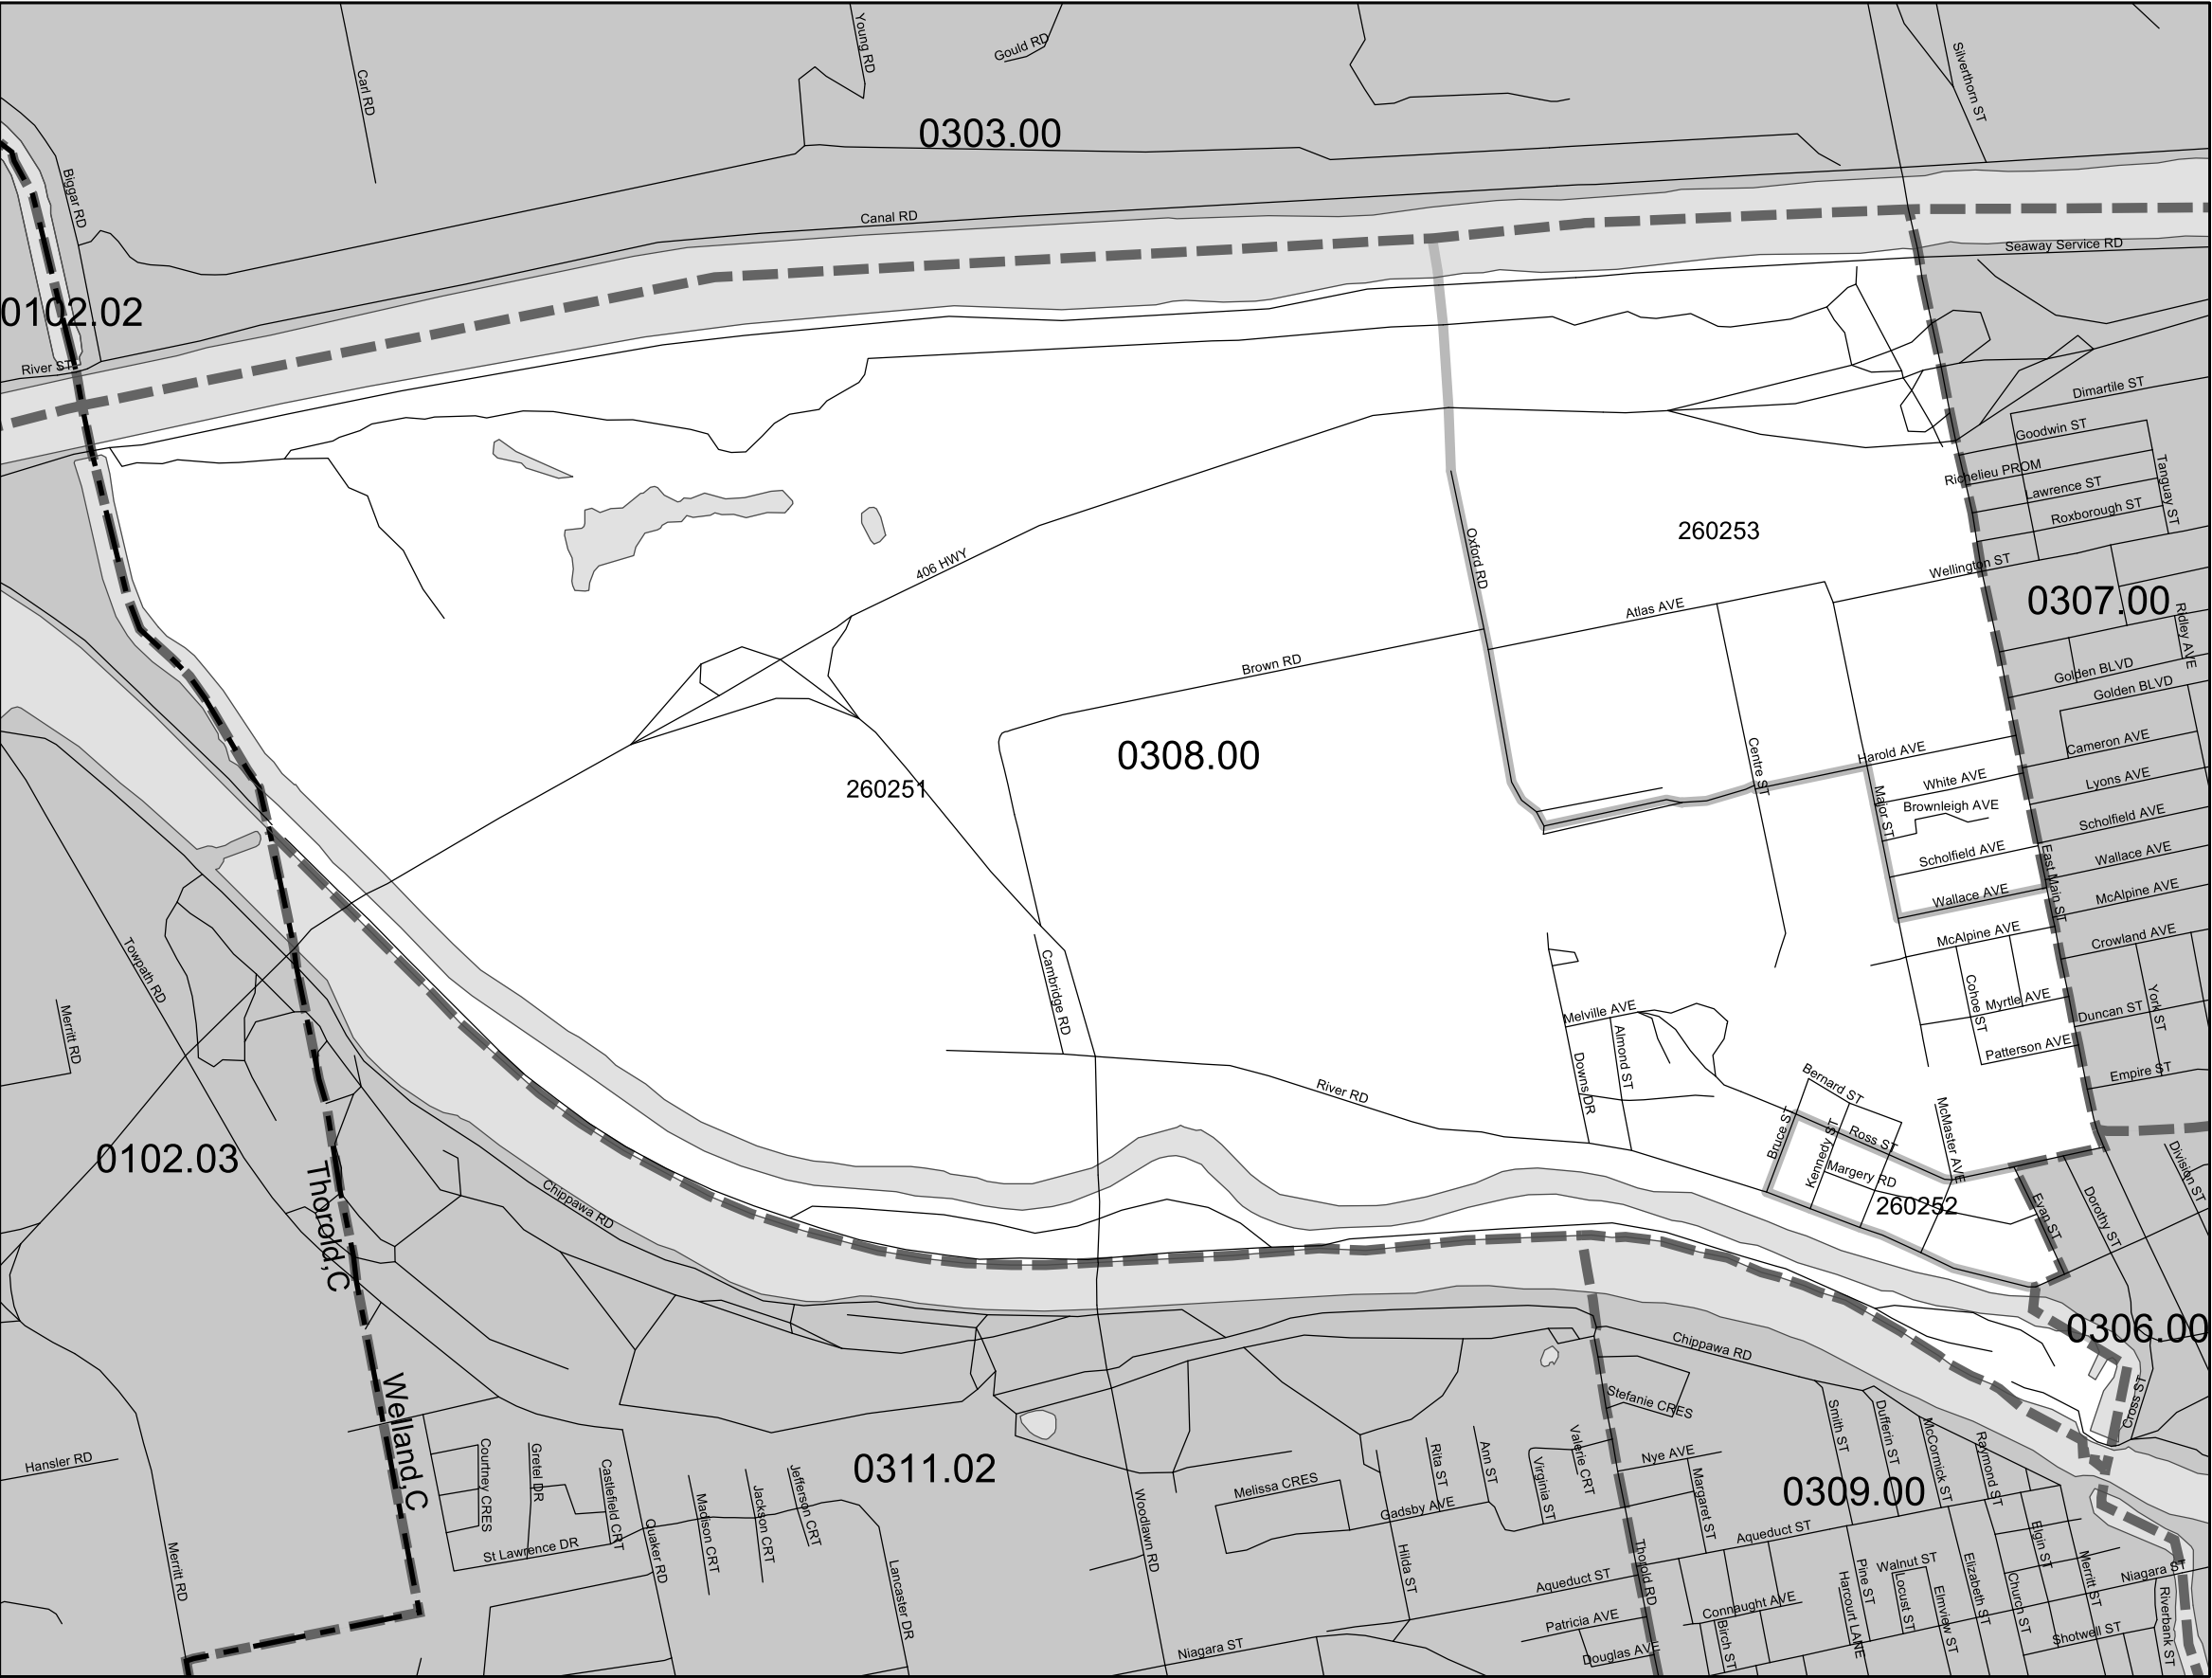 Carl RD
Young RD
Gould RD
Silverthorn ST
0303.00
Biggar RD
Canal RD
Seaway Service RD
0102.02
River ST
Dimartile ST
Goodwin ST
Richelieu PROM
Tanguay ST
Lawrence ST
Roxborough ST
260253
Oxford RD
406 HWY
Wellington ST
0307.00
Atlas AVE
Ridley AVE
Brown RD
Golden BLVD
Golden BLVD
0308.00
Centre ST
Harold AVE
Cameron AVE
260251
White AVE
Lyons AVE
Major ST
Brownleigh AVE
Scholfield AVE
Scholfield AVE
East Main ST
Wallace AVE
Wallace AVE
McAlpine AVE
McAlpine AVE
Crowland AVE
Towpath RD
Cambridge RD
Cohoe ST
Myrtle AVE
York ST
Merritt RD
Melville AVE
Duncan ST
Almond ST
Patterson AVE
Downs DR
Empire ST
Bernard ST
River RD
McMaster AVE
Bruce ST
Ross ST
Kennedy ST
0102.03
Margery RD
Division ST
Thorold,C
Chippawa RD
260252
Evan ST
Dorothy ST
0306.00
Chippawa RD
Welland,C
Stefanie CRES
Cross ST
Smith ST
Dufferin ST
McCormick ST
Raymond ST
Hansler RD
Courtney CRES
Gretel DR
Castlefield CRT
Jefferson CRT
0311.02
Rita ST
Ann ST
Virginia ST
Valerie CRT
Nye AVE
Madison CRT
Jackson CRT
Melissa CRES
Gadsby AVE
Margaret ST
0309.00
Woodlawn RD
Aqueduct ST
Elgin ST
St Lawrence DR
Quaker RD
Merritt RD
Lancaster DR
Hilda ST
Aqueduct ST
Thorold RD
Pine ST
Walnut ST
Elizabeth ST
Merritt ST
Niagara ST
Patricia AVE
Connaught AVE
Harcourt LANE
Locust ST
Elmview ST
Church ST
Riverbank ST
Niagara ST
Douglas AVE
Birch ST
Shotwell ST